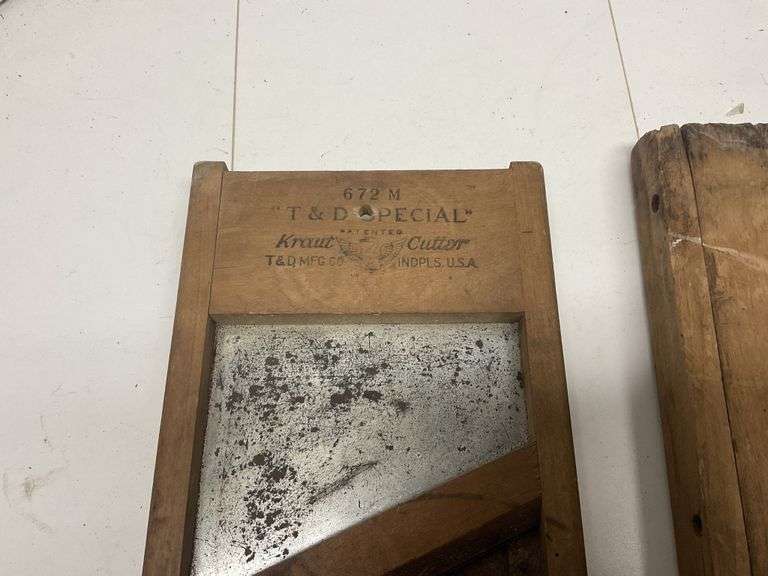 672 M
"T & D SPECIAL"
PATENTED
Kraut Cutter
T&D MFG. CO. INDPLS. U.S.A.